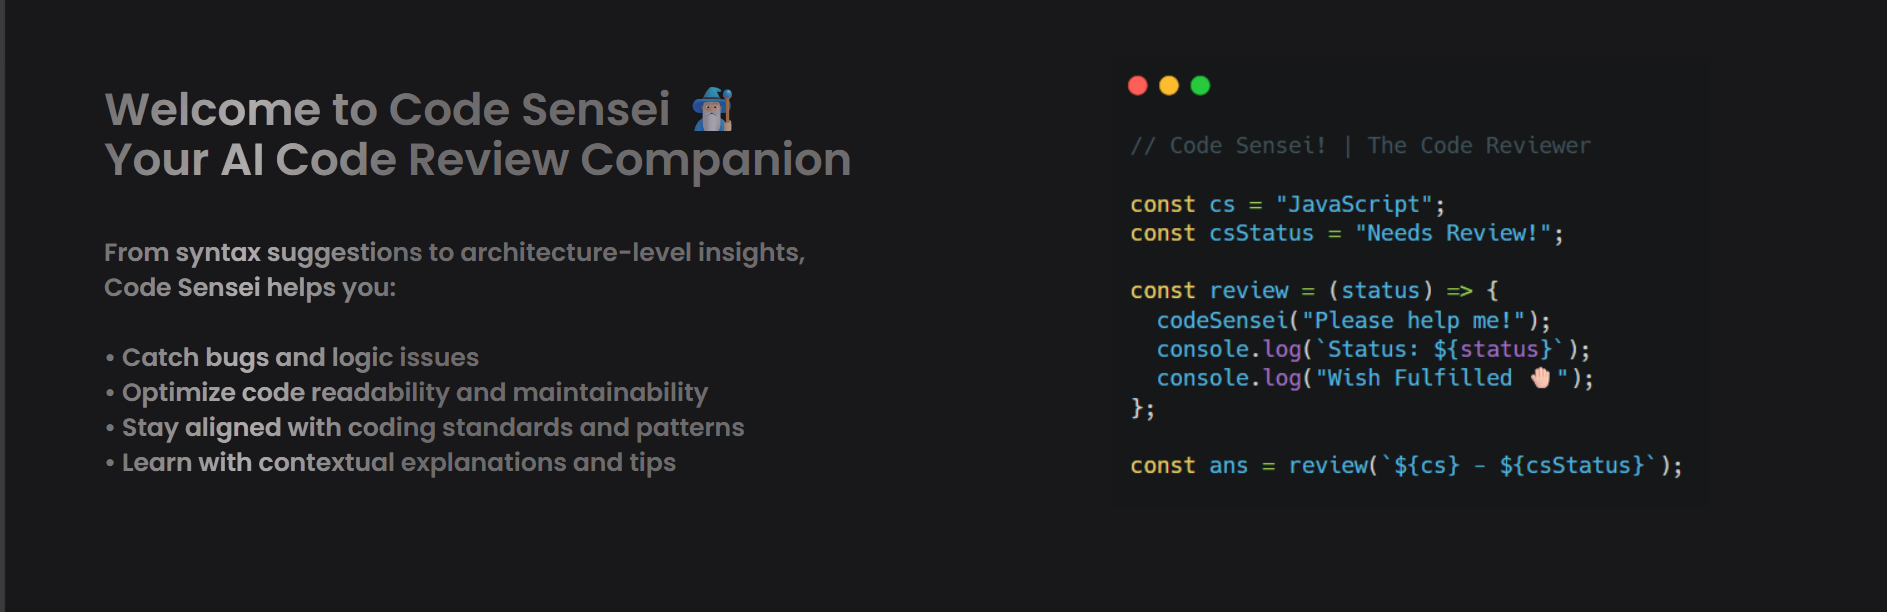 Welcome to Code Sensei 🧙‍♂️
Your AI Code Review Companion
From syntax suggestions to architecture-level insights,
Code Sensei helps you:
• Catch bugs and logic issues
• Optimize code readability and maintainability
• Stay aligned with coding standards and patterns
• Learn with contextual explanations and tips
// Code Sensei! | The Code Reviewer
const cs = "JavaScript";
const csStatus = "Needs Review!";
const review = (status) => {
  codeSensei("Please help me!");
  console.log(`Status: ${status}`);
  console.log("Wish Fulfilled 🤚🏻");
};
const ans = review(`${cs} - ${csStatus}`);